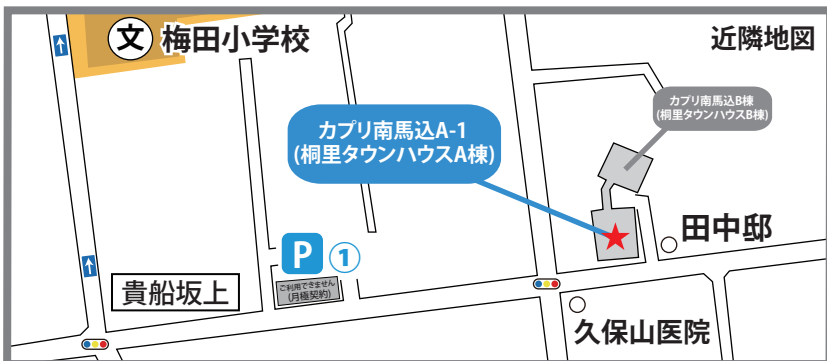 文 梅田小学校
近隣地図
カプリ南馬込B棟
(桐里タウンハウスB棟)
カプリ南馬込A-1
(桐里タウンハウスA棟)
田中邸
P ①
ご利用できません
(月極契約)
貴船坂上
久保山医院